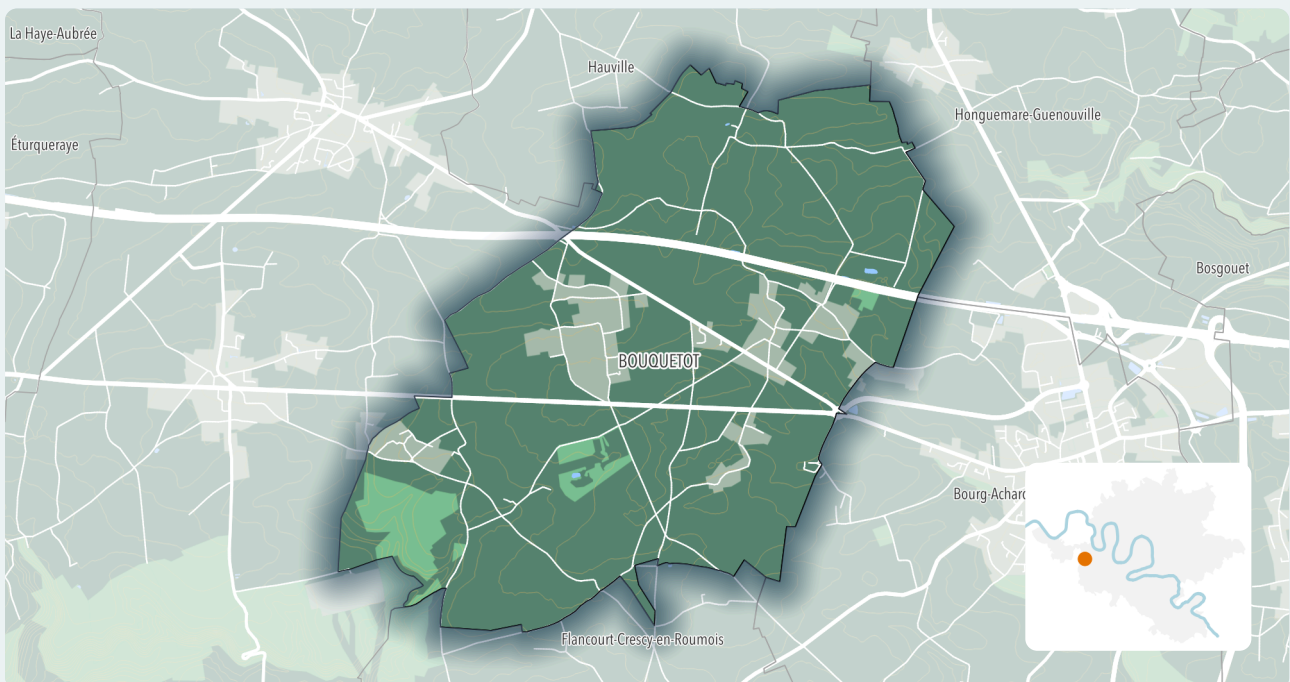 La Haye-Aubrée
Hauville
Honguemare-Guenouville
Éturqueraye
Bosgouet
BOUQUETOT
Bourg-Achard
Flancourt-Crescy-en-Roumois